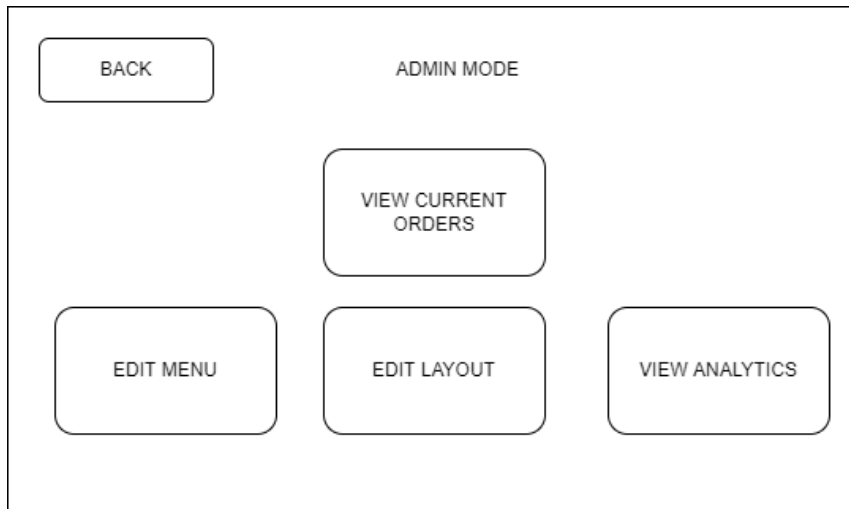 BACK
ADMIN MODE
VIEW CURRENT
ORDERS
EDIT MENU
EDIT LAYOUT
VIEW ANALYTICS